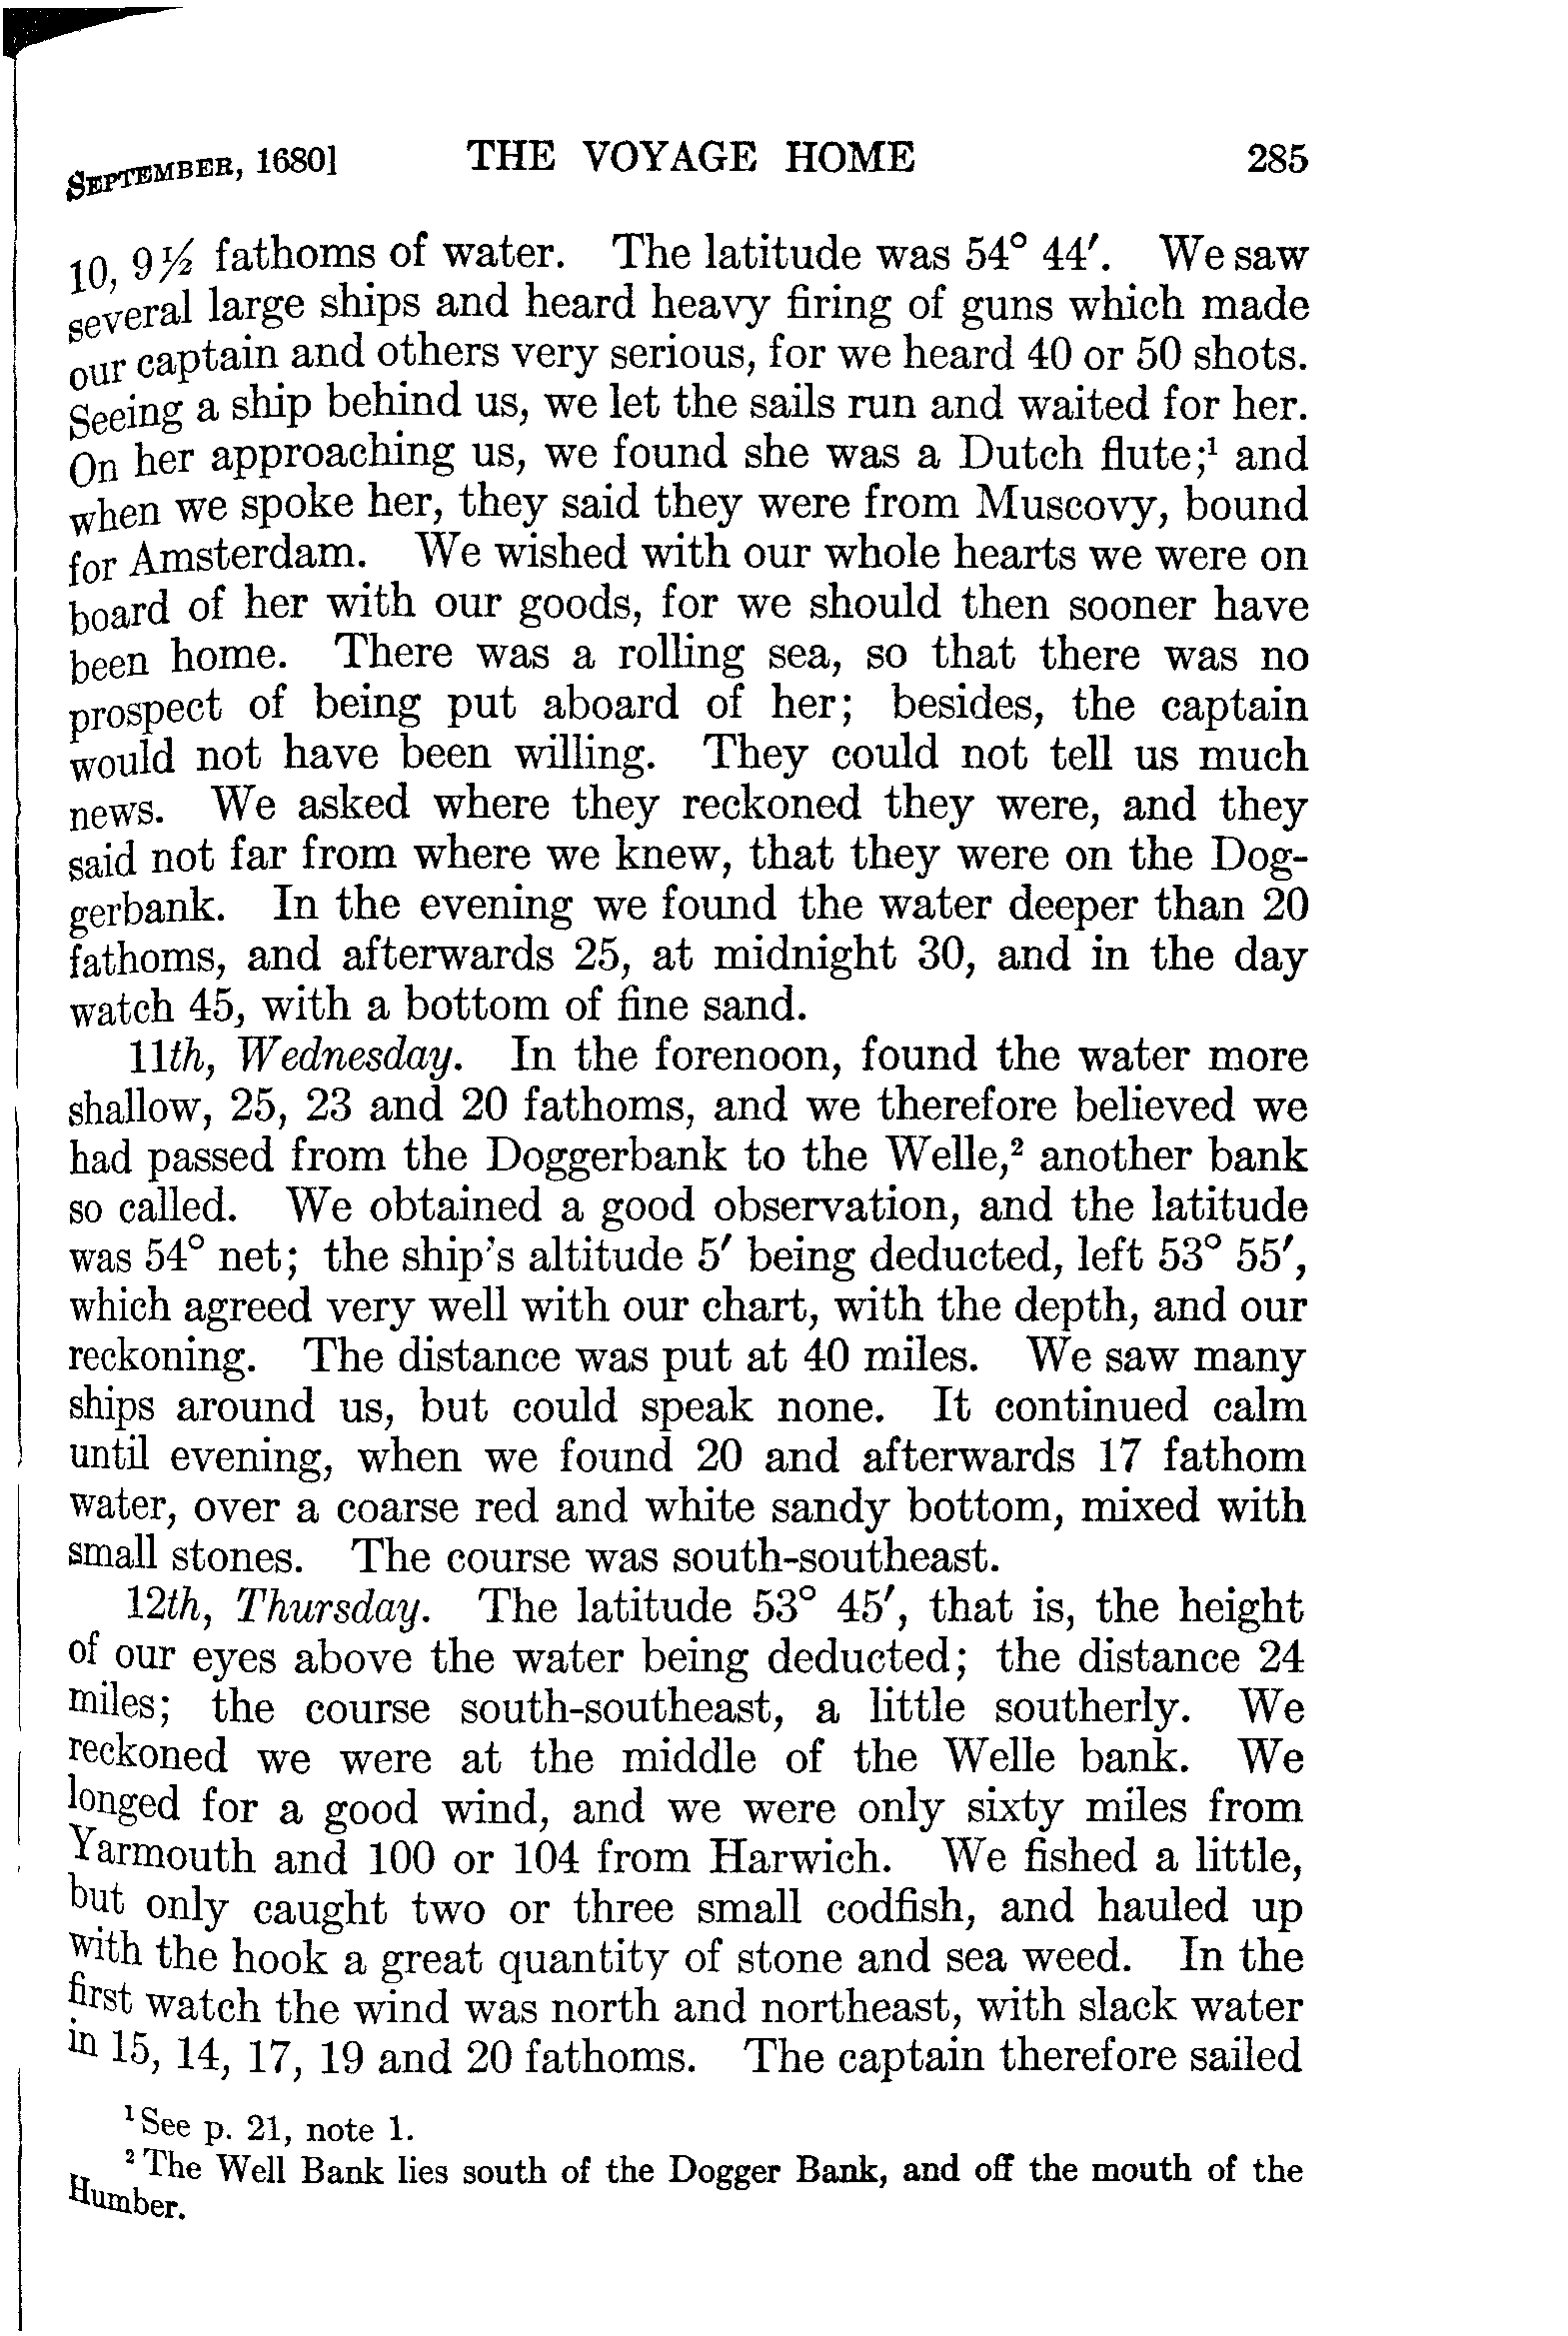 SEPTEMBER, 1680] THE VOYAGE HOME 285
10, 9½ fathoms of water. The latitude was 54° 44′. We saw
several large ships and heard heavy firing of guns which made
our captain and others very serious, for we heard 40 or 50 shots.
Seeing a ship behind us, we let the sails run and waited for her.
On her approaching us, we found she was a Dutch flute;¹ and
when we spoke her, they said they were from Muscovy, bound
for Amsterdam. We wished with our whole hearts we were on
board of her with our goods, for we should then sooner have
been home. There was a rolling sea, so that there was no
prospect of being put aboard of her; besides, the captain
would not have been willing. They could not tell us much
news. We asked where they reckoned they were, and they
said not far from where we knew, that they were on the Dog-
gerbank. In the evening we found the water deeper than 20
fathoms, and afterwards 25, at midnight 30, and in the day
watch 45, with a bottom of fine sand.
11th, Wednesday. In the forenoon, found the water more
shallow, 25, 23 and 20 fathoms, and we therefore believed we
had passed from the Doggerbank to the Welle,² another bank
so called. We obtained a good observation, and the latitude
was 54° net; the ship's altitude 5′ being deducted, left 53° 55′,
which agreed very well with our chart, with the depth, and our
reckoning. The distance was put at 40 miles. We saw many
ships around us, but could speak none. It continued calm
until evening, when we found 20 and afterwards 17 fathom
water, over a coarse red and white sandy bottom, mixed with
small stones. The course was south-southeast.
12th, Thursday. The latitude 53° 45′, that is, the height
of our eyes above the water being deducted; the distance 24
miles; the course south-southeast, a little southerly. We
reckoned we were at the middle of the Welle bank. We
longed for a good wind, and we were only sixty miles from
Yarmouth and 100 or 104 from Harwich. We fished a little,
but only caught two or three small codfish, and hauled up
with the hook a great quantity of stone and sea weed. In the
first watch the wind was north and northeast, with slack water
in 15, 14, 17, 19 and 20 fathoms. The captain therefore sailed
¹ See p. 21, note 1.
² The Well Bank lies south of the Dogger Bank, and off the mouth of the
Humber.